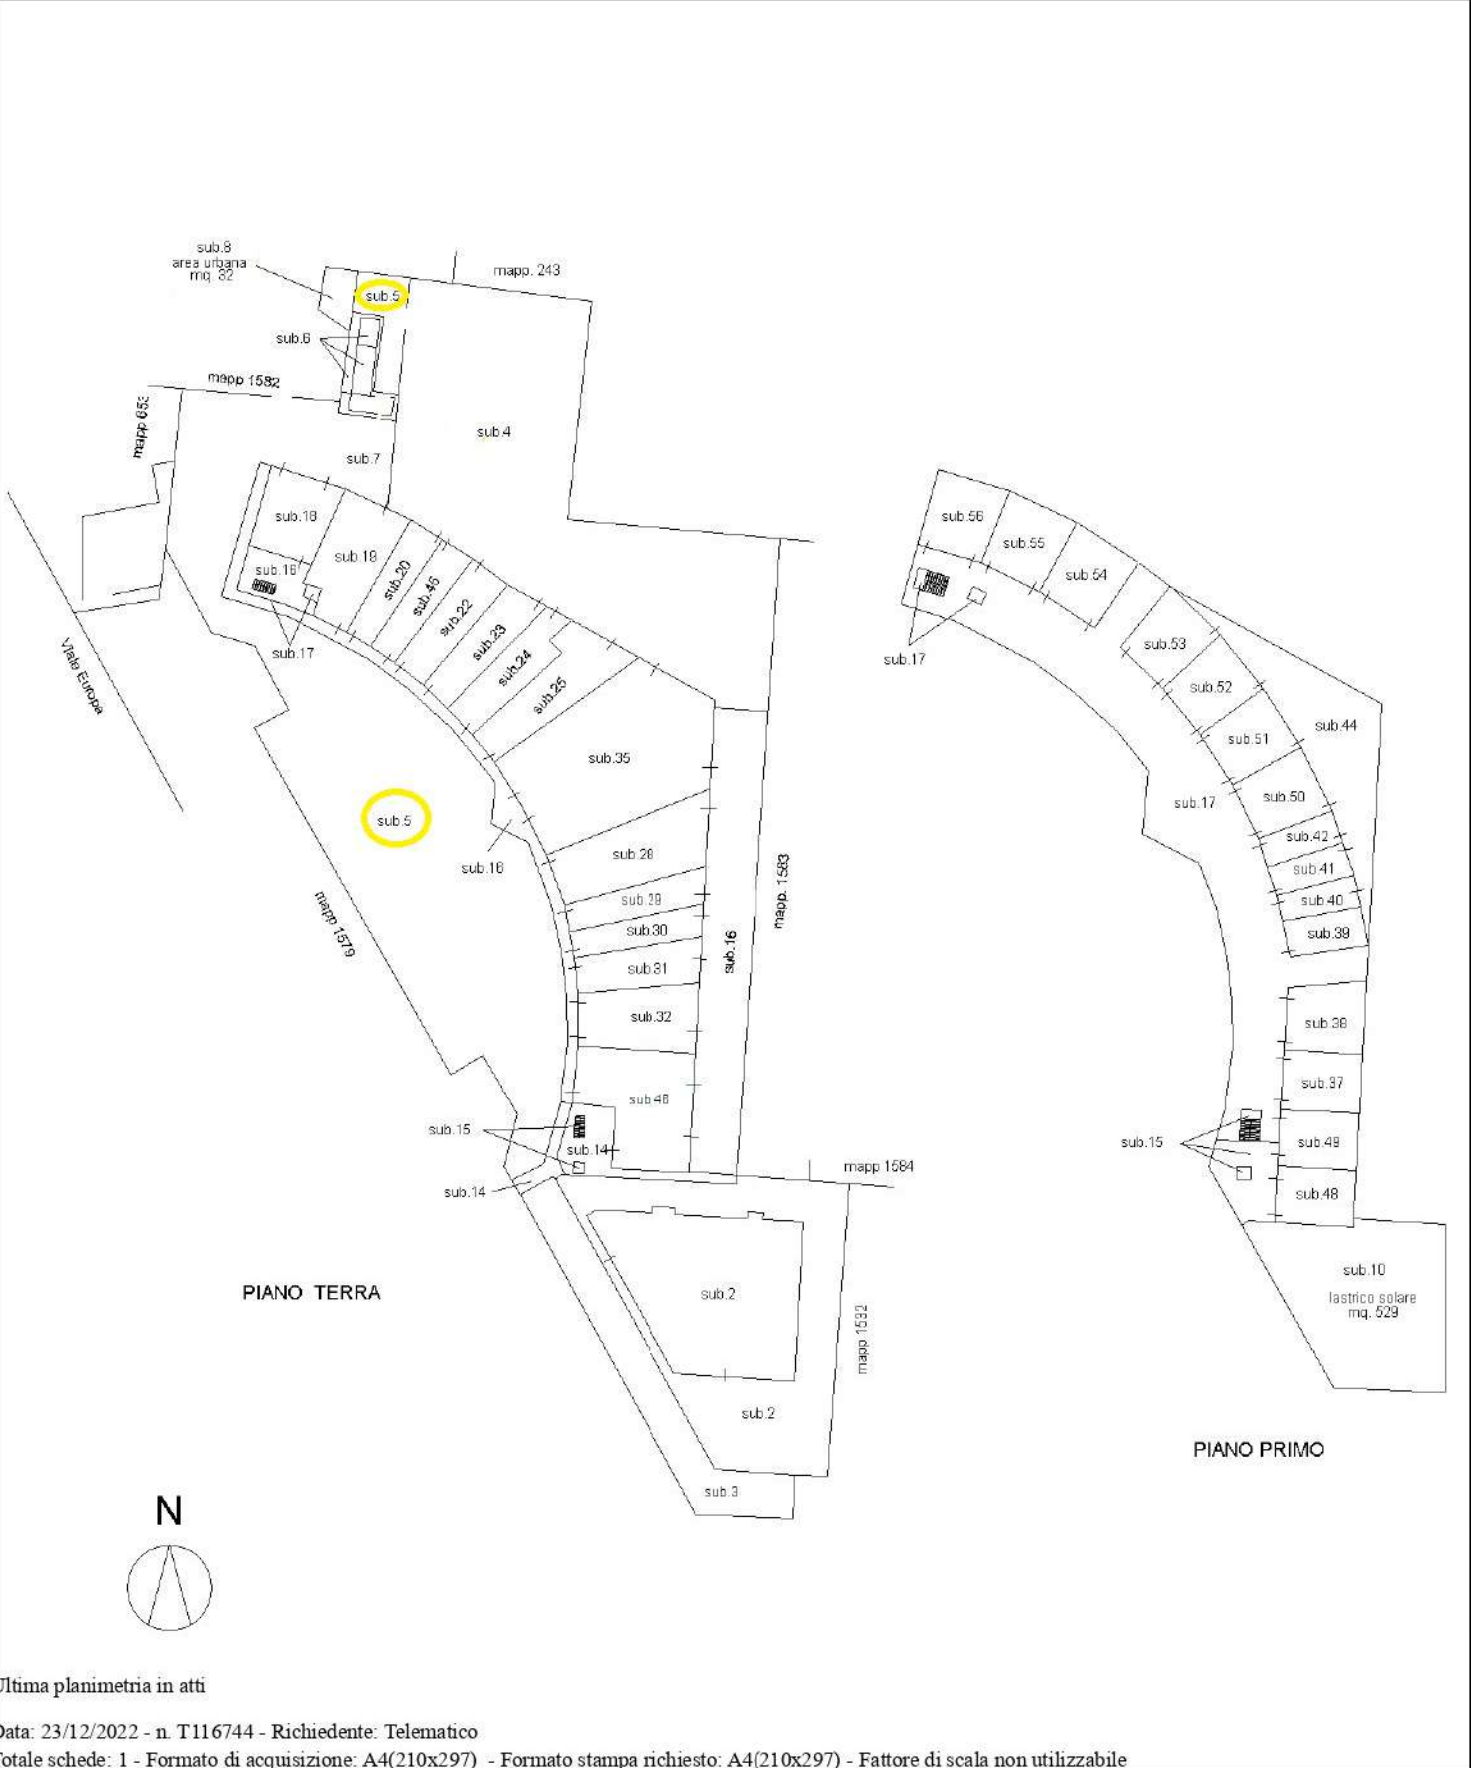 sub.8
area urbana
mq. 32
mapp. 243
sub.5
sub.6
mapp 1582
mapp 653
sub.4
sub.7
sub.18
sub.19
sub.16
sub.20
sub.45
sub.22
sub.23
sub.24
sub.25
sub.17
Viale Europa
sub.35
sub.5
sub.16
sub.28
sub.29
sub.30
sub.31
sub.32
sub.16
mapp. 1583
mapp 1579
sub.46
sub.15
sub.14
sub.14
mapp 1584
sub.2
mapp 1532
sub.2
sub.3
PIANO TERRA
sub.56
sub.55
sub.54
sub.17
sub.53
sub.52
sub.51
sub.44
sub.50
sub.17
sub.42
sub.41
sub.40
sub.39
sub.38
sub.37
sub.15
sub.49
sub.48
sub.10
lastrico solare
mq. 529
PIANO PRIMO
N
Ultima planimetria in atti
Data: 23/12/2022 - n. T116744 - Richiedente: Telematico
Totale schede: 1 - Formato di acquisizione: A4(210x297) - Formato stampa richiesto: A4(210x297) - Fattore di scala non utilizzabile